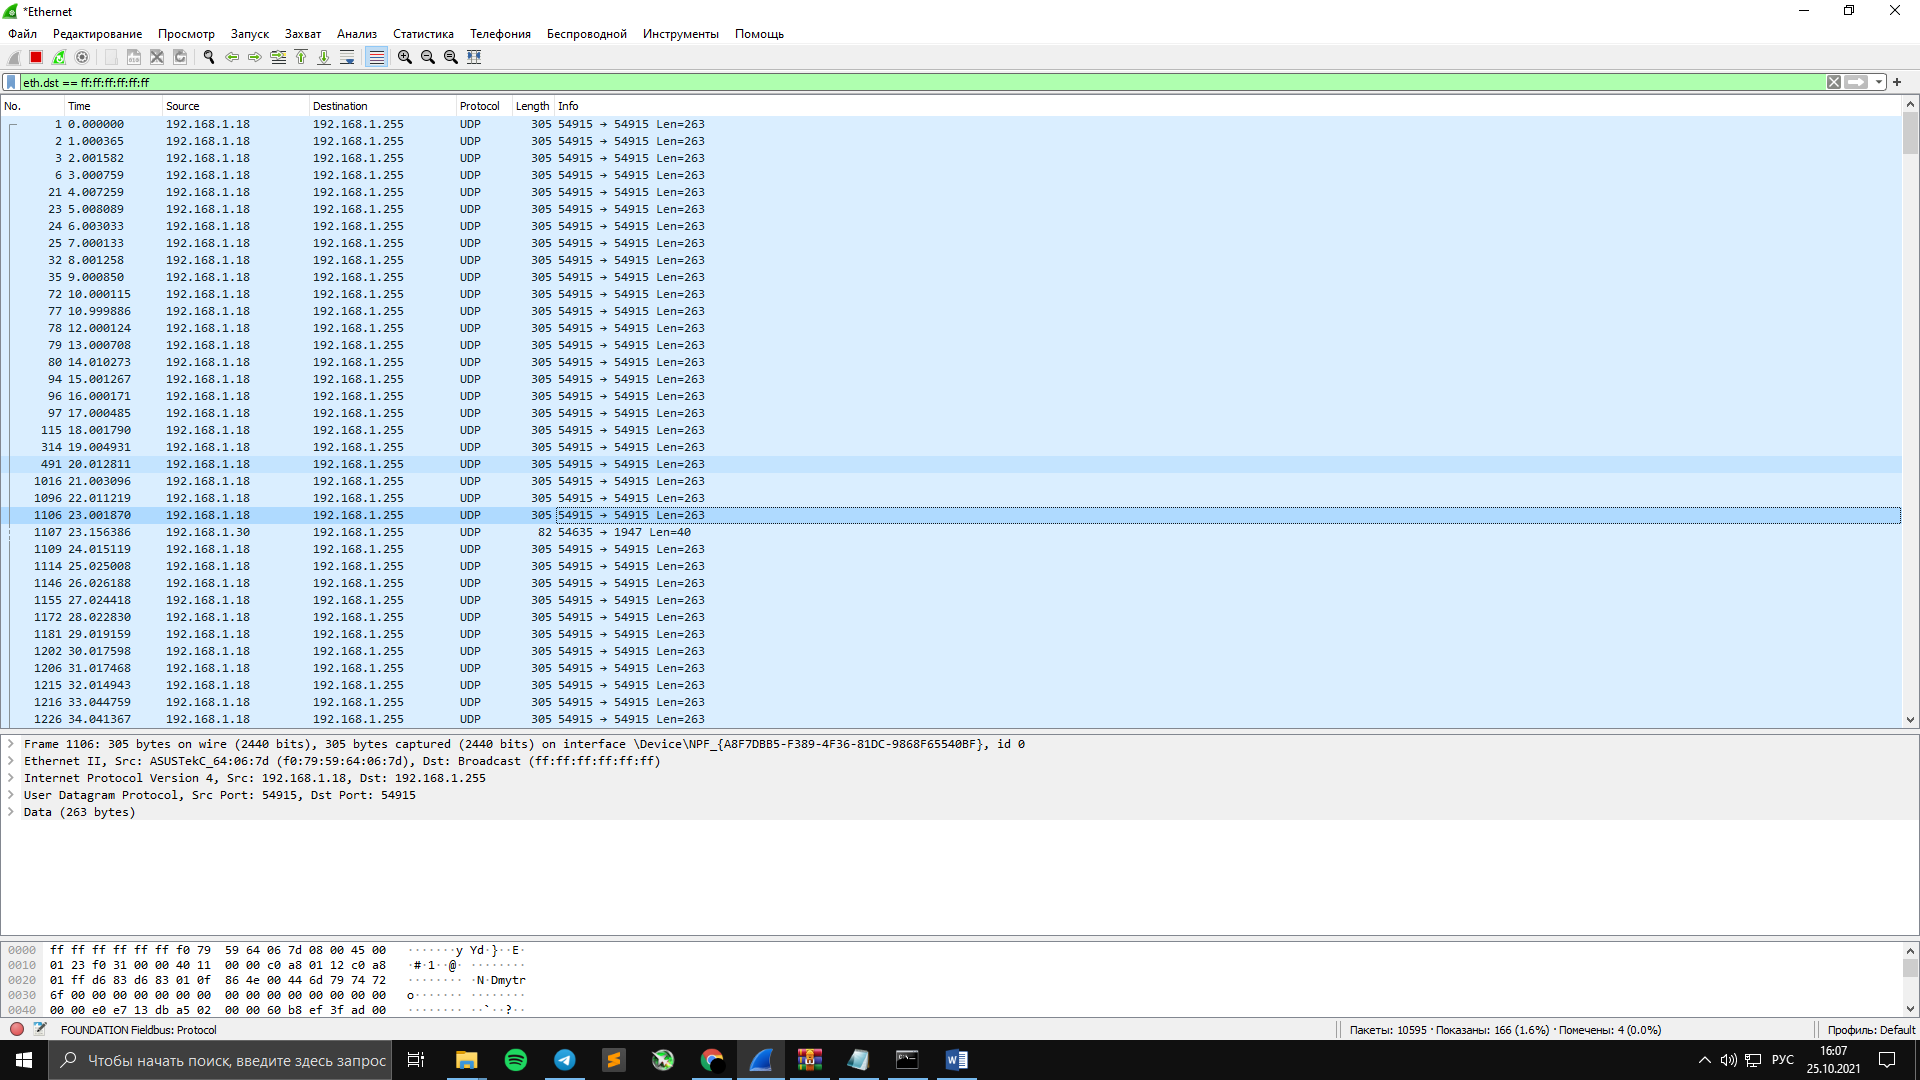 *Ethernet
Файл Редактирование Просмотр Запуск Захват Анализ Статистика Телефония Беспроводной Инструменты Помощь
eth.dst == ff:ff:ff:ff:ff:ff
No. Time Source Destination Protocol Length Info
1 0.000000 192.168.1.18 192.168.1.255 UDP 305 54915 → 54915 Len=263
2 1.000365 192.168.1.18 192.168.1.255 UDP 305 54915 → 54915 Len=263
3 2.001582 192.168.1.18 192.168.1.255 UDP 305 54915 → 54915 Len=263
6 3.000759 192.168.1.18 192.168.1.255 UDP 305 54915 → 54915 Len=263
21 4.007259 192.168.1.18 192.168.1.255 UDP 305 54915 → 54915 Len=263
23 5.008089 192.168.1.18 192.168.1.255 UDP 305 54915 → 54915 Len=263
24 6.003033 192.168.1.18 192.168.1.255 UDP 305 54915 → 54915 Len=263
25 7.000133 192.168.1.18 192.168.1.255 UDP 305 54915 → 54915 Len=263
32 8.001258 192.168.1.18 192.168.1.255 UDP 305 54915 → 54915 Len=263
35 9.000850 192.168.1.18 192.168.1.255 UDP 305 54915 → 54915 Len=263
72 10.000115 192.168.1.18 192.168.1.255 UDP 305 54915 → 54915 Len=263
77 10.999886 192.168.1.18 192.168.1.255 UDP 305 54915 → 54915 Len=263
78 12.000124 192.168.1.18 192.168.1.255 UDP 305 54915 → 54915 Len=263
79 13.000708 192.168.1.18 192.168.1.255 UDP 305 54915 → 54915 Len=263
80 14.010273 192.168.1.18 192.168.1.255 UDP 305 54915 → 54915 Len=263
94 15.001267 192.168.1.18 192.168.1.255 UDP 305 54915 → 54915 Len=263
96 16.000171 192.168.1.18 192.168.1.255 UDP 305 54915 → 54915 Len=263
97 17.000485 192.168.1.18 192.168.1.255 UDP 305 54915 → 54915 Len=263
115 18.001790 192.168.1.18 192.168.1.255 UDP 305 54915 → 54915 Len=263
314 19.004931 192.168.1.18 192.168.1.255 UDP 305 54915 → 54915 Len=263
491 20.012811 192.168.1.18 192.168.1.255 UDP 305 54915 → 54915 Len=263
1016 21.003096 192.168.1.18 192.168.1.255 UDP 305 54915 → 54915 Len=263
1096 22.011219 192.168.1.18 192.168.1.255 UDP 305 54915 → 54915 Len=263
1106 23.001870 192.168.1.18 192.168.1.255 UDP 305 54915 → 54915 Len=263
1107 23.156386 192.168.1.30 192.168.1.255 UDP 82 54635 → 1947 Len=40
1109 24.015119 192.168.1.18 192.168.1.255 UDP 305 54915 → 54915 Len=263
1114 25.025008 192.168.1.18 192.168.1.255 UDP 305 54915 → 54915 Len=263
1146 26.026188 192.168.1.18 192.168.1.255 UDP 305 54915 → 54915 Len=263
1155 27.024418 192.168.1.18 192.168.1.255 UDP 305 54915 → 54915 Len=263
1172 28.022830 192.168.1.18 192.168.1.255 UDP 305 54915 → 54915 Len=263
1181 29.019159 192.168.1.18 192.168.1.255 UDP 305 54915 → 54915 Len=263
1202 30.017598 192.168.1.18 192.168.1.255 UDP 305 54915 → 54915 Len=263
1206 31.017468 192.168.1.18 192.168.1.255 UDP 305 54915 → 54915 Len=263
1215 32.014943 192.168.1.18 192.168.1.255 UDP 305 54915 → 54915 Len=263
1216 33.044759 192.168.1.18 192.168.1.255 UDP 305 54915 → 54915 Len=263
1226 34.041367 192.168.1.18 192.168.1.255 UDP 305 54915 → 54915 Len=263
Frame 1106: 305 bytes on wire (2440 bits), 305 bytes captured (2440 bits) on interface \Device\NPF_{A8F7DBB5-F389-4F36-81DC-9868F65540BF}, id 0
Ethernet II, Src: ASUSTekC_64:06:7d (f0:79:59:64:06:7d), Dst: Broadcast (ff:ff:ff:ff:ff:ff)
Internet Protocol Version 4, Src: 192.168.1.18, Dst: 192.168.1.255
User Datagram Protocol, Src Port: 54915, Dst Port: 54915
Data (263 bytes)
0000 ff ff ff ff ff ff f0 79 59 64 06 7d 08 00 45 00 ·······y Yd·}··E·
0010 01 23 f0 31 00 00 40 11 00 00 c0 a8 01 12 c0 a8 ·#·1··@· ········
0020 01 ff d6 83 d6 83 01 0f 86 4e 00 44 6d 79 74 72 ········ ·N·Dmytr
0030 6f 00 00 00 00 00 00 00 00 00 00 00 00 00 00 00 o······· ········
0040 00 00 e0 e7 13 db a5 02 00 00 60 b8 ef 3f ad 00 ········ ··`··?··
FOUNDATION Fieldbus: Protocol Пакеты: 10595 · Показаны: 166 (1.6%) · Помечены: 4 (0.0%) Профиль: Default
Чтобы начать поиск, введите здесь запрос
РУС
16:07
25.10.2021